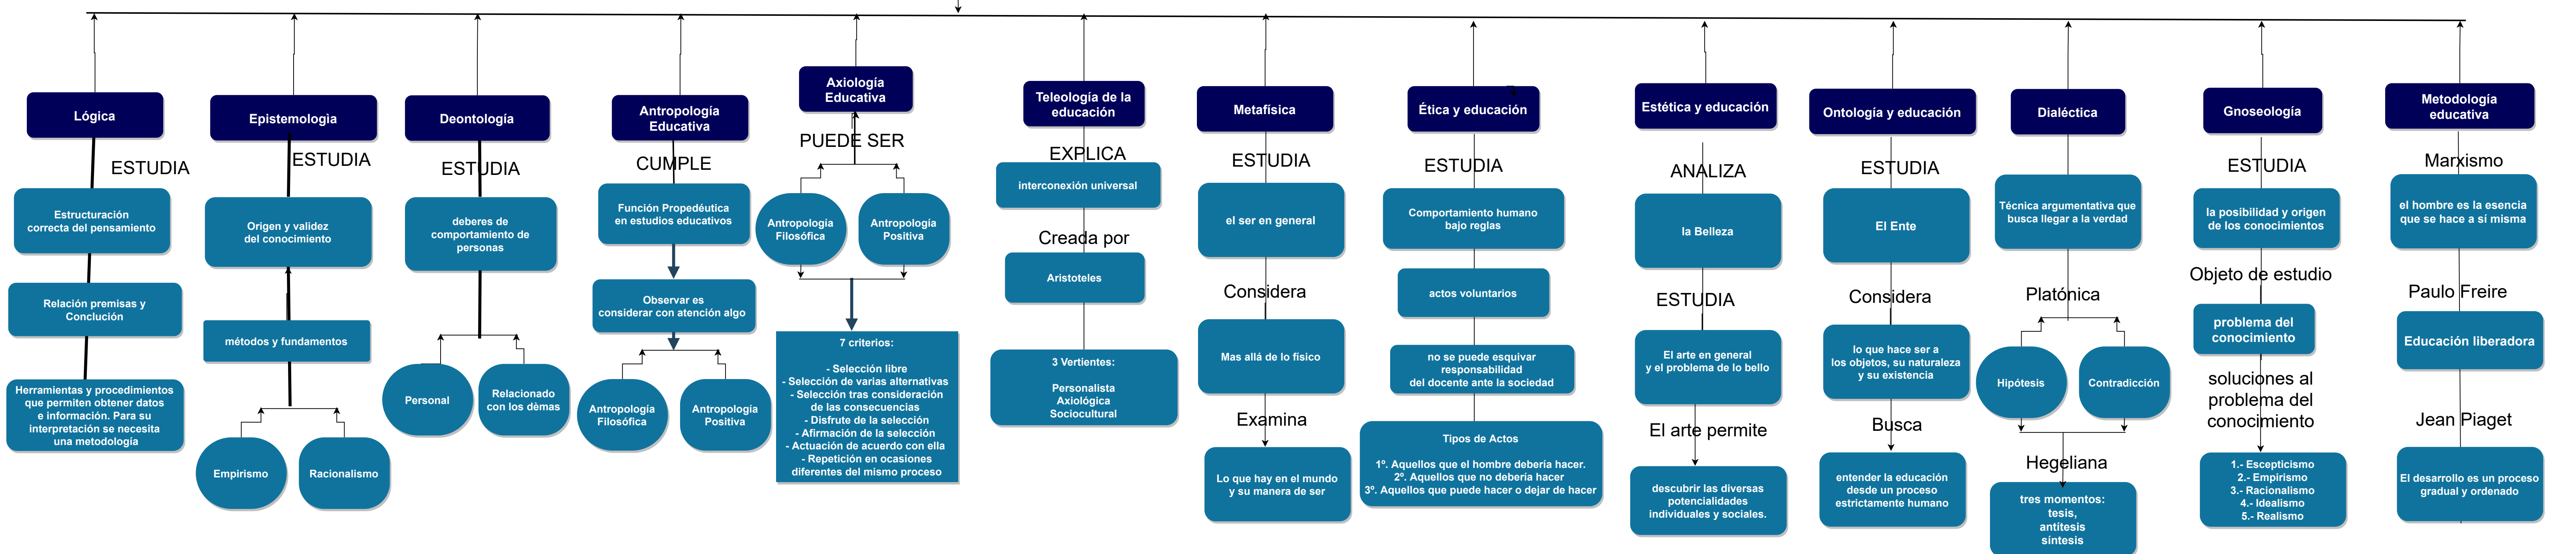 Lógica
ESTUDIA
Estructuración
correcta del pensamiento
Relación premisas y
Conclusión
Herramientas y procedimientos
que permiten obtener datos
e información. Para su
interpretación se necesita
una metodología
Epistemologìa
ESTUDIA
Origen y validez
del conocimiento
métodos y fundamentos
Empirismo
Racionalismo
Deontología
ESTUDIA
deberes de
comportamiento de
personas
Personal
Relacionado
con los dèmas
Antropología
Educativa
CUMPLE
Función Propedéutica
en estudios educativos
Observar es
considerar con atención algo
Antropología
Filosófica
Antropología
Positiva
Axiología
Educativa
PUEDE SER
Antropología
Filosófica
Antropología
Positiva
7 criterios:
- Selección libre
- Selección de varias alternativas
- Selección tras consideración
de las consecuencias
- Disfrute de la selección
- Afirmación de la selección
- Actuación de acuerdo con ella
- Repetición en ocasiones
diferentes del mismo proceso
Teleología de la
educación
EXPLICA
interconexión universal
Creada por
Aristoteles
3 Vertientes:
Personalista
Axiológica
Sociocultural
Metafísica
ESTUDIA
el ser en general
Considera
Mas allá de lo físico
Examina
Lo que hay en el mundo
y su manera de ser
Ética y educación
ESTUDIA
Comportamiento humano
bajo reglas
actos voluntarios
no se puede esquivar
responsabilidad
del docente ante la sociedad
Tipos de Actos
1º. Aquellos que el hombre debería hacer.
2º. Aquellos que no debería hacer
3º. Aquellos que puede hacer o dejar de hacer
Estética y educación
ANALIZA
la Belleza
ESTUDIA
El arte en general
y el problema de lo bello
El arte permite
descubrir las diversas
potencialidades
individuales y sociales.
Ontología y educación
ESTUDIA
El Ente
Considera
lo que hace ser a
los objetos, su naturaleza
y su existencia
Busca
entender la educación
desde un proceso
estrictamente humano
Dialéctica
Técnica argumentativa que
busca llegar a la verdad
Platónica
Hipótesis
Contradicción
Hegeliana
tres momentos:
tesis,
antítesis
síntesis
Gnoseología
ESTUDIA
la posibilidad y origen
de los conocimientos
Objeto de estudio
problema del
conocimiento
soluciones al
problema del
conocimiento
1.- Escepticismo
2.- Empirismo
3.- Racionalismo
4.- Idealismo
5.- Realismo
Metodología
educativa
Marxismo
el hombre es la esencia
que se hace a sí misma
Paulo Freire
Educación liberadora
Jean Piaget
El desarrollo es un proceso
gradual y ordenado